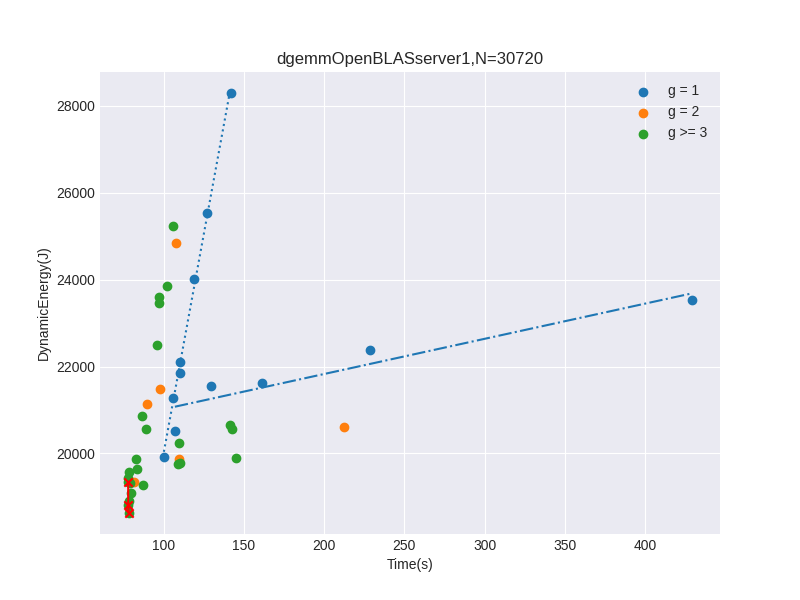 dgemmOpenBLASserver1,N=30720
g = 1
g = 2
g >= 3
28000
26000
24000
22000
20000
DynamicEnergy(J)
100 150 200 250 300 350 400
Time(s)